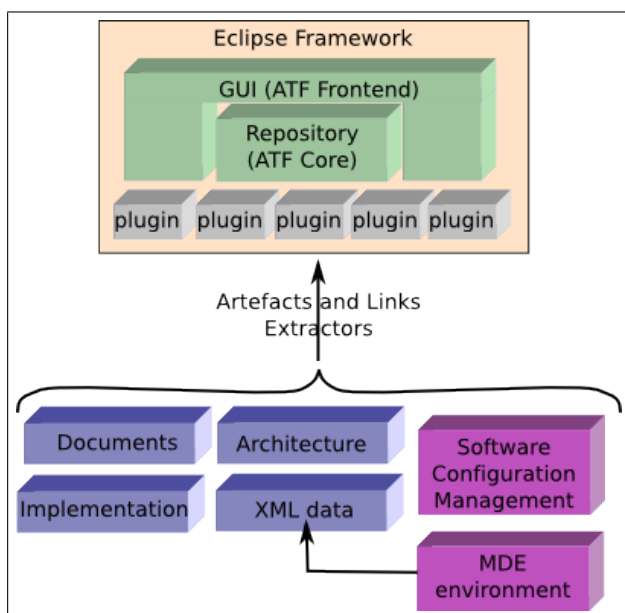 Eclipse Framework
GUI (ATF Frontend)
Repository
(ATF Core)
plugin plugin plugin plugin plugin
Artefacts and Links
Extractors
Documents
Architecture
Software
Configuration
Management
Implementation
XML data
MDE
environment